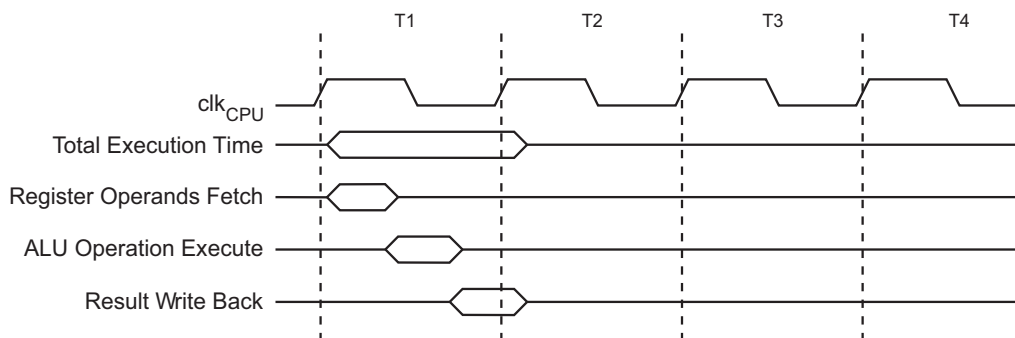 T1 T2 T3 T4
clkCPU
Total Execution Time
Register Operands Fetch
ALU Operation Execute
Result Write Back